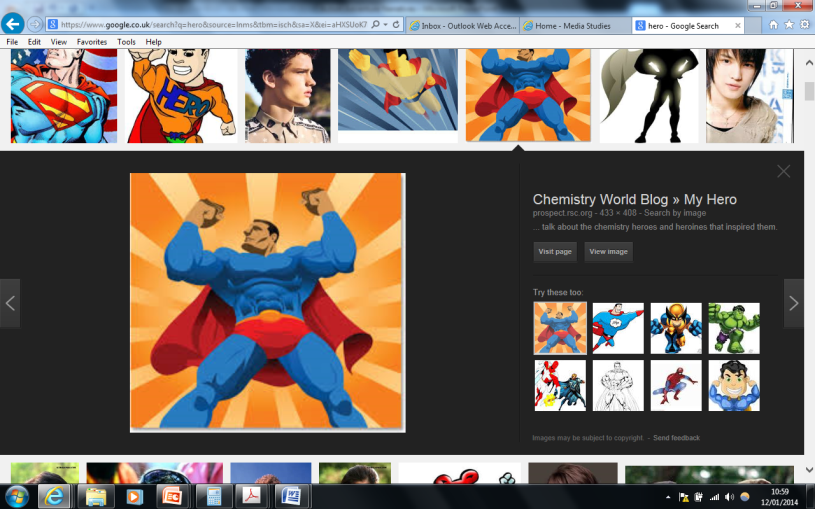 https://www.google.co.uk/search?q=hero&source=lnms&tbm=isch&sa=X&ei=aHXSUoK7
Inbox - Outlook Web Acce...
Home - Media Studies
hero - Google Search
File Edit View Favorites Tools Help
HERO
Chemistry World Blog » My Hero
prospect.rsc.org - 433 × 408 - Search by image
... talk about the chemistry heroes and heroines that inspired them.
Visit page View image
Try these too:
Images may be subject to copyright. - Send feedback
10:59
12/01/2014